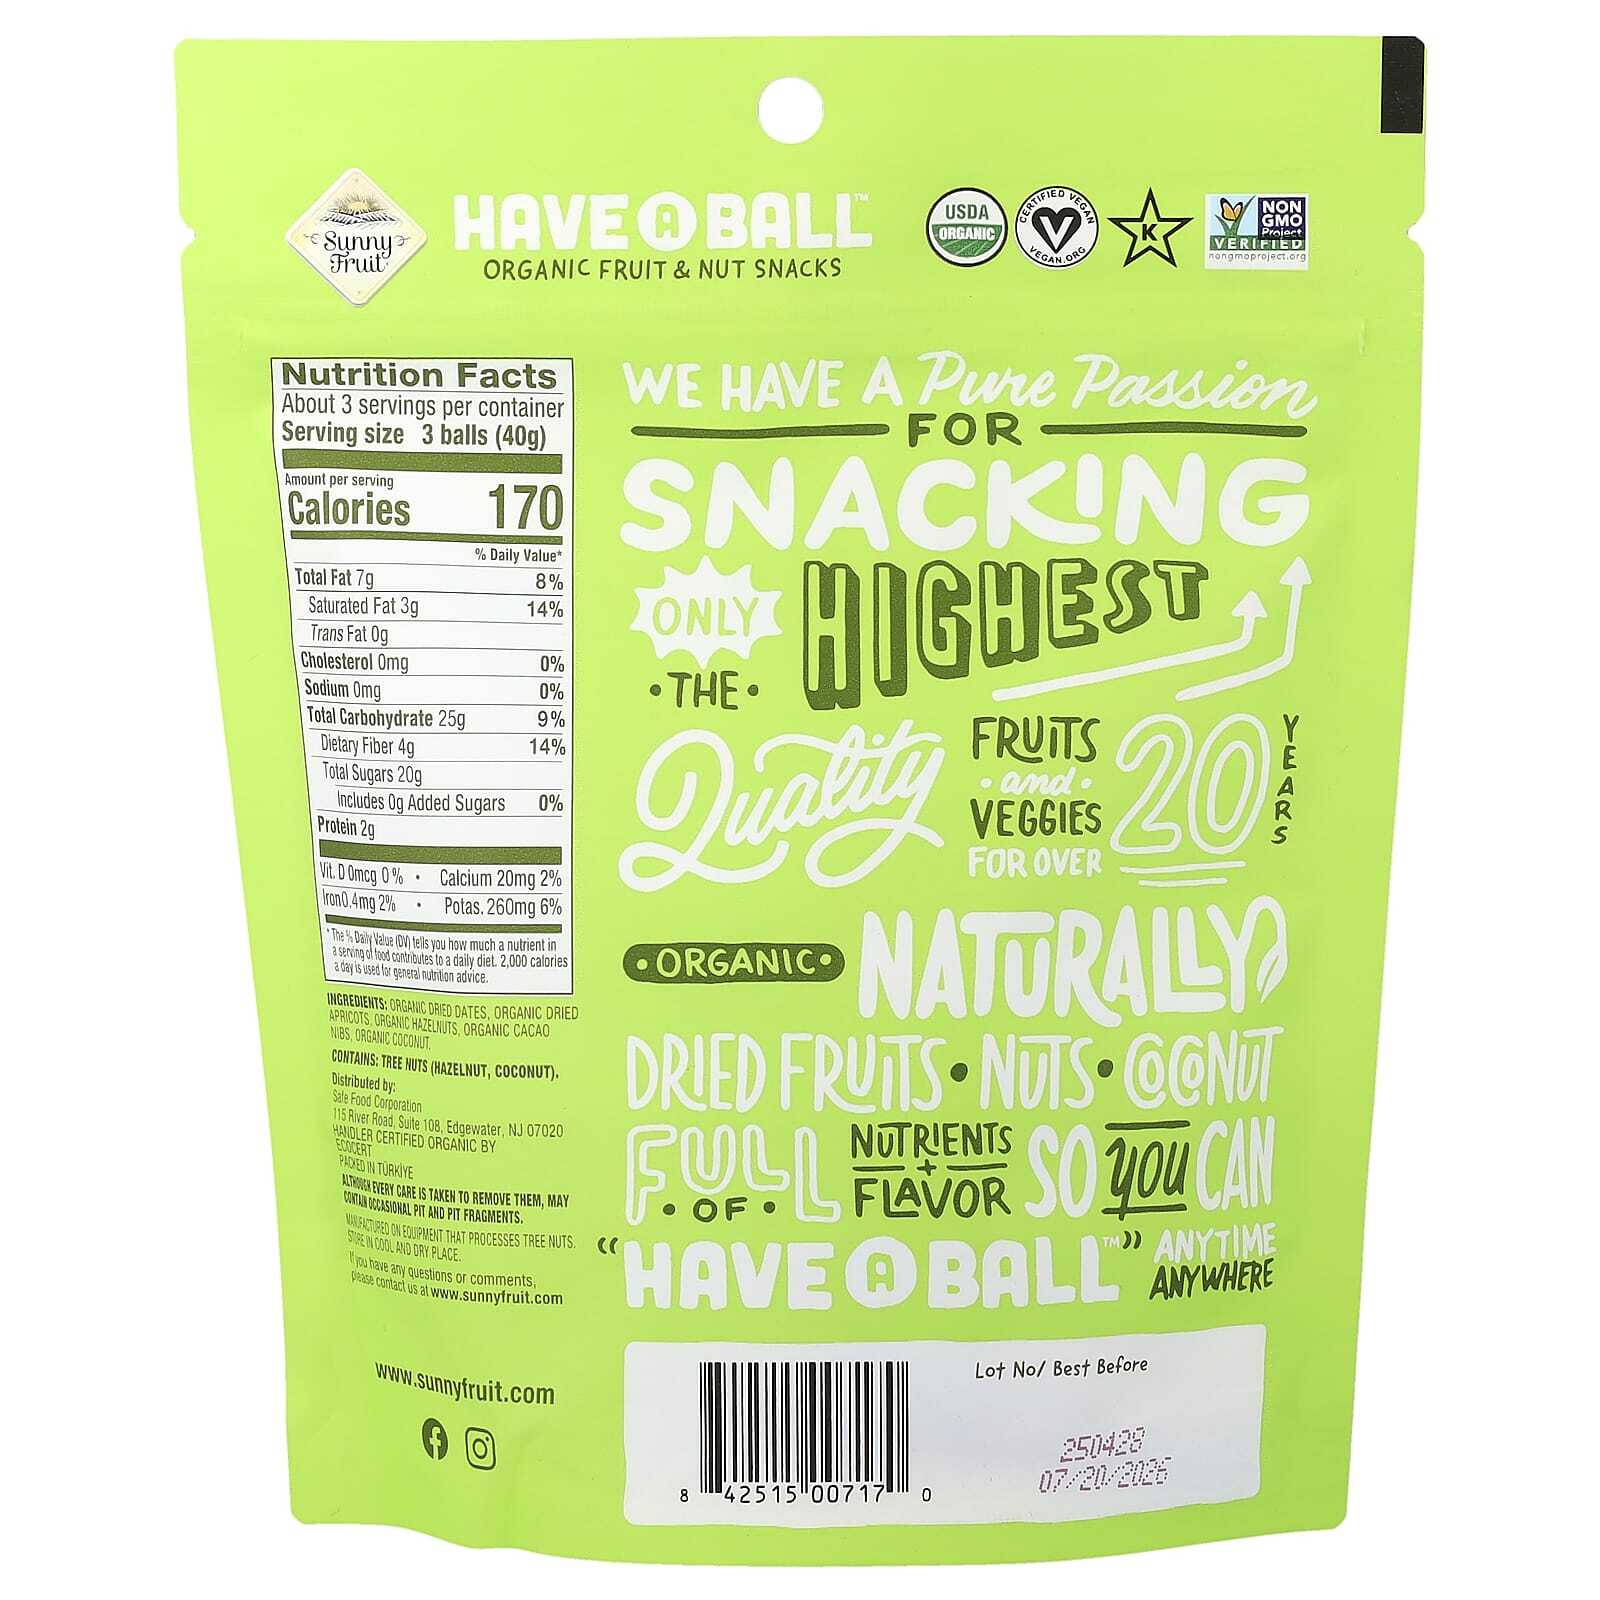 Sunny
Fruit
HAVE A BALL™
ORGANIC FRUIT & NUT SNACKS
USDA
ORGANIC
CERTIFIED VEGAN
V
VEGAN.ORG
K
NON
GMO
Project
VERIFIED
nongmoproject.org
Nutrition Facts
About 3 servings per container
Serving size 3 balls (40g)
Amount per serving
Calories 170
% Daily Value*
Total Fat 7g 8%
Saturated Fat 3g 14%
Trans Fat 0g
Cholesterol 0mg 0%
Sodium 0mg 0%
Total Carbohydrate 25g 9%
Dietary Fiber 4g 14%
Total Sugars 20g
Includes 0g Added Sugars 0%
Protein 2g
Vit. D 0mcg 0% • Calcium 20mg 2%
Iron 0.4mg 2% • Potas. 260mg 6%
*The % Daily Value (DV) tells you how much a nutrient in
a serving of food contributes to a daily diet. 2,000 calories
a day is used for general nutrition advice.
INGREDIENTS: ORGANIC DRIED DATES, ORGANIC DRIED
APRICOTS, ORGANIC HAZELNUTS, ORGANIC CACAO
NIBS, ORGANIC COCONUT.
CONTAINS: TREE NUTS (HAZELNUT, COCONUT).
Distributed by:
Safe Food Corporation
115 River Road, Suite 108, Edgewater, NJ 07020
HANDLER CERTIFIED ORGANIC BY
ECOCERT
PACKED IN TÜRKİYE
ALTHOUGH EVERY CARE IS TAKEN TO REMOVE THEM, MAY
CONTAIN OCCASIONAL PIT AND PIT FRAGMENTS.
MANUFACTURED ON EQUIPMENT THAT PROCESSES TREE NUTS.
STORE IN COOL AND DRY PLACE.
If you have any questions or comments,
please contact us at www.sunnyfruit.com
www.sunnyfruit.com
WE HAVE A Pure Passion
FOR
SNACKING
ONLY
•THE•
HIGHEST
Quality
FRUITS
•and•
VEGGIES
FOR OVER
20
YEARS
•ORGANIC•
NATURALLY
DRIED FRUITS • NUTS • COCONUT
FULL
•OF•
NUTRIENTS
+
FLAVOR
SO YOU CAN
"HAVE A BALL™"
ANYTIME
ANYWHERE
Lot No/ Best Before
250428
07/20/2026
8 42515 00717 0